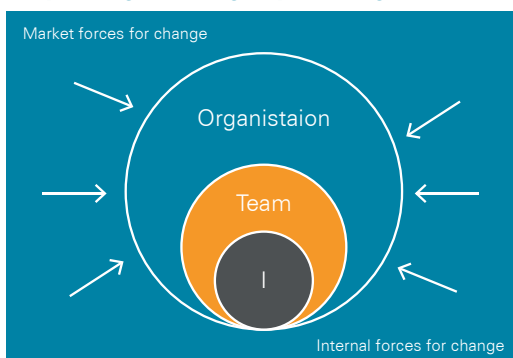 Market forces for change
Organistaion
Team
I
Internal forces for change